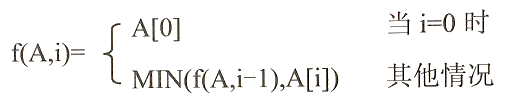 A[0] 当 i=0 时
f(A,i)=
MIN(f(A,i-1),A[i]) 其他情况